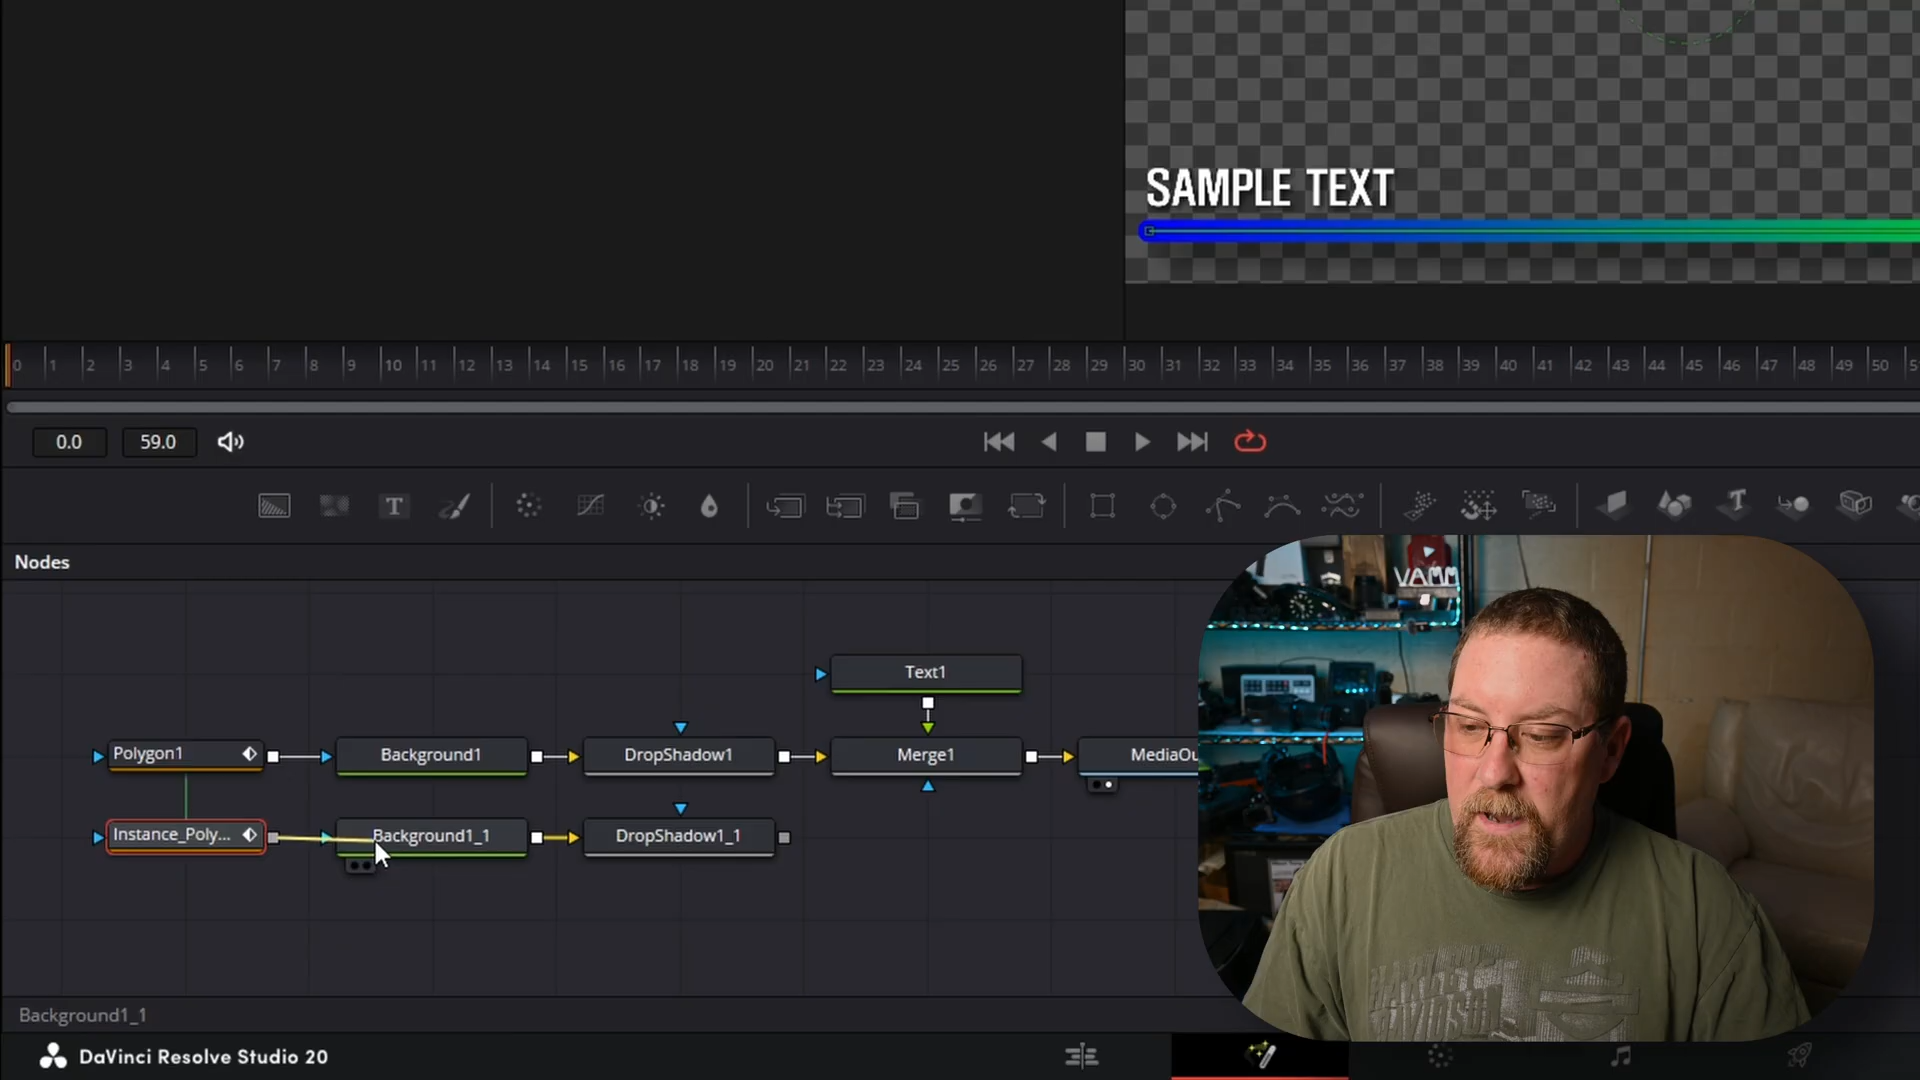 SAMPLE TEXT
0 1 2 3 4 5 6 7 8 9 10 11 12 13 14 15 16 17 18 19 20 21 22 23 24 25 26 27 28 29 30 31 32 33 34 35 36 37 38 39 40 41 42 43 44 45 46 47 48 49 50
0.0 59.0
T T
Nodes
VAMM
Text1
Polygon1 Background1 DropShadow1 Merge1 MediaOu
Instance_Poly... Background1_1 DropShadow1_1
HARLEY
DAVIDSON
Background1_1
DaVinci Resolve Studio 20